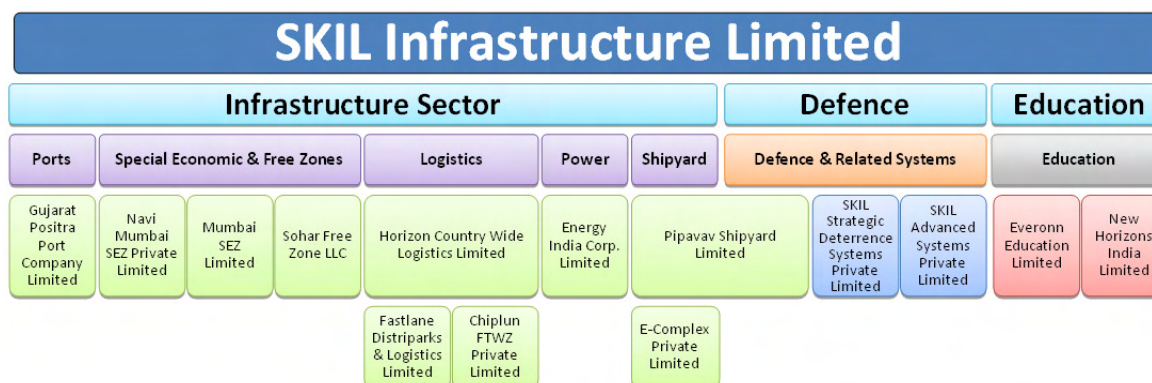 SKIL Infrastructure Limited
Infrastructure Sector
Defence
Education
Ports
Special Economic & Free Zones
Logistics
Power
Shipyard
Defence & Related Systems
Education
Gujarat
Positra
Port
Company
Limited
Navi
Mumbai
SEZ Private
Limited
Mumbai
SEZ
Limited
Sohar Free
Zone LLC
Horizon Country Wide
Logistics Limited
Energy
India Corp.
Limited
Pipavav Shipyard
Limited
SKIL
Strategic
Deterrence
Systems
Private
Limited
SKIL
Advanced
Systems
Private
Limited
Everonn
Education
Limited
New
Horizons
India
Limited
Fastlane
Distriparks
& Logistics
Limited
Chiplun
FTWZ
Private
Limited
E-Complex
Private
Limited